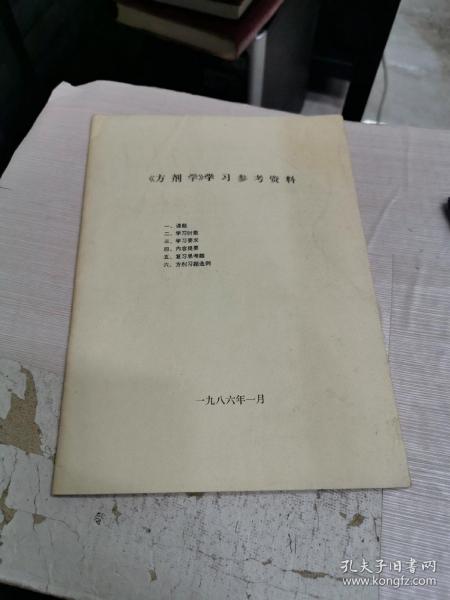 《方剂学》学习参考资料
一、课题
二、学习时数
三、学习要求
四、内容提要
五、复习思考题
六、方剂习题选例
一九八六年一月
孔夫子旧书网
www.kongfz.com